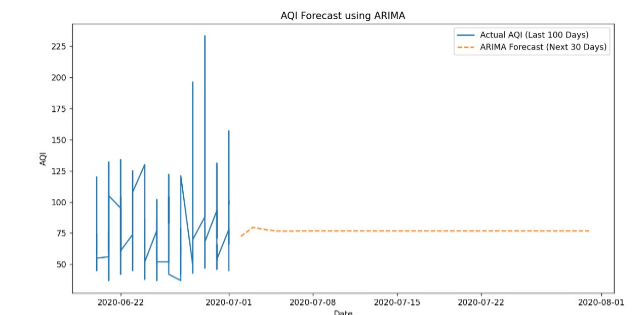 AQI Forecast using ARIMA
Actual AQI (Last 100 Days)
ARIMA Forecast (Next 30 Days)
225
200
175
150
125
100
75
50
AQI
2020-06-22
2020-07-01
2020-07-08
2020-07-15
2020-07-22
2020-08-01
Date